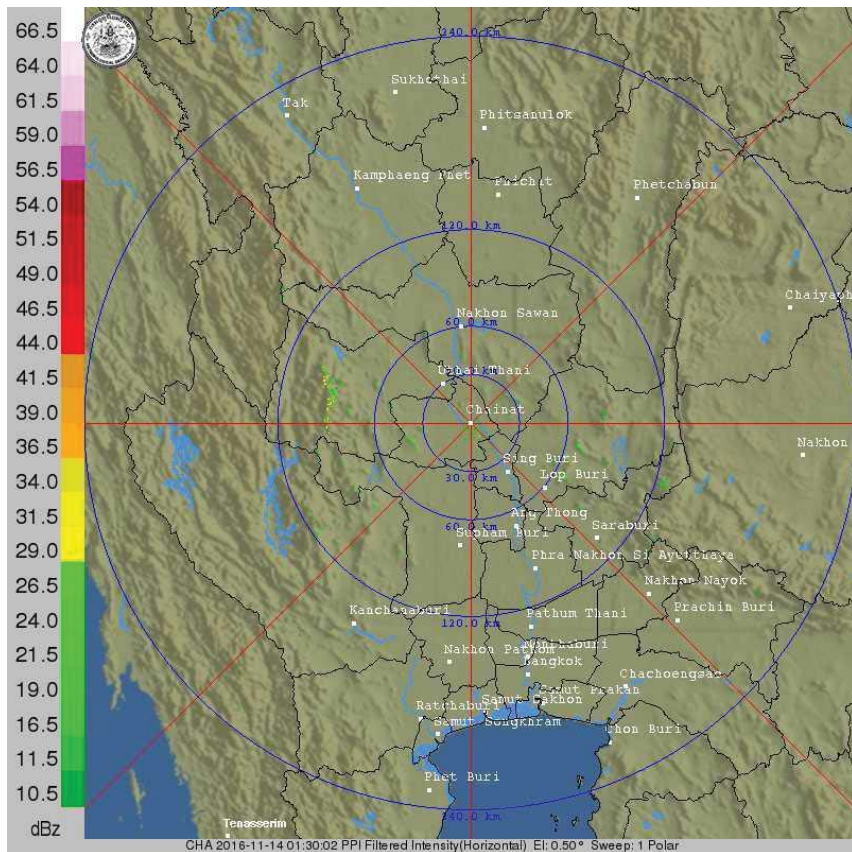 66.5
64.0
61.5
59.0
56.5
54.0
51.5
49.0
46.5
44.0
41.5
39.0
36.5
34.0
31.5
29.0
26.5
24.0
21.5
19.0
16.5
11.5
10.5
dBz
240.0 km
Sukhothai
Tak
Phitsanulok
Kamphaeng Phet
Phichit
Phetchabun
120.0 km
Chaiyaph
Nakhon Sawan
60.0 km
Uthai Thani
Chainat
Nakhon
Sing Buri
Lop Buri
30.0 km
Ang Thong
60.0 km
Supham Buri
Saraburi
Phra Nakhon Si Ayutthaya
Nakhon Nayok
Kanchanaburi
120.0 km
Pathum Thani
Prachin Buri
Nakhon Pathom
Bangkok
Chachoengsao
Samut Prakan
Samut Sakhon
Ratchaburi
Samut Songkhram
Chon Buri
Phet Buri
240.0 km
Tenasserim
CHA 2016-11-14 01:30:02 PPI Filtered Intensity(Horizontal) El: 0.50° Sweep: 1 Polar